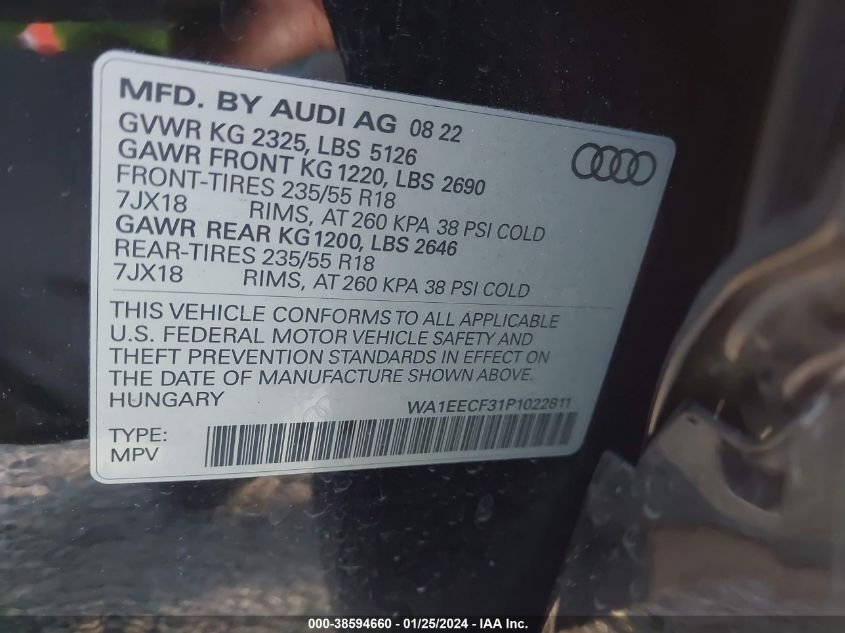 MFD. BY AUDI AG 08 22
GVWR KG 2325, LBS 5126
GAWR FRONT KG 1220, LBS 2690
FRONT-TIRES 235/55 R18
7JX18 RIMS, AT 260 KPA 38 PSI COLD
GAWR REAR KG 1200, LBS 2646
REAR-TIRES 235/55 R18
7JX18 RIMS, AT 260 KPA 38 PSI COLD
THIS VEHICLE CONFORMS TO ALL APPLICABLE
U.S. FEDERAL MOTOR VEHICLE SAFETY AND
THEFT PREVENTION STANDARDS IN EFFECT ON
THE DATE OF MANUFACTURE SHOWN ABOVE.
HUNGARY WA1EECF31P1022811
TYPE:
MPV
000-38594660 - 01/25/2024 - IAA Inc.